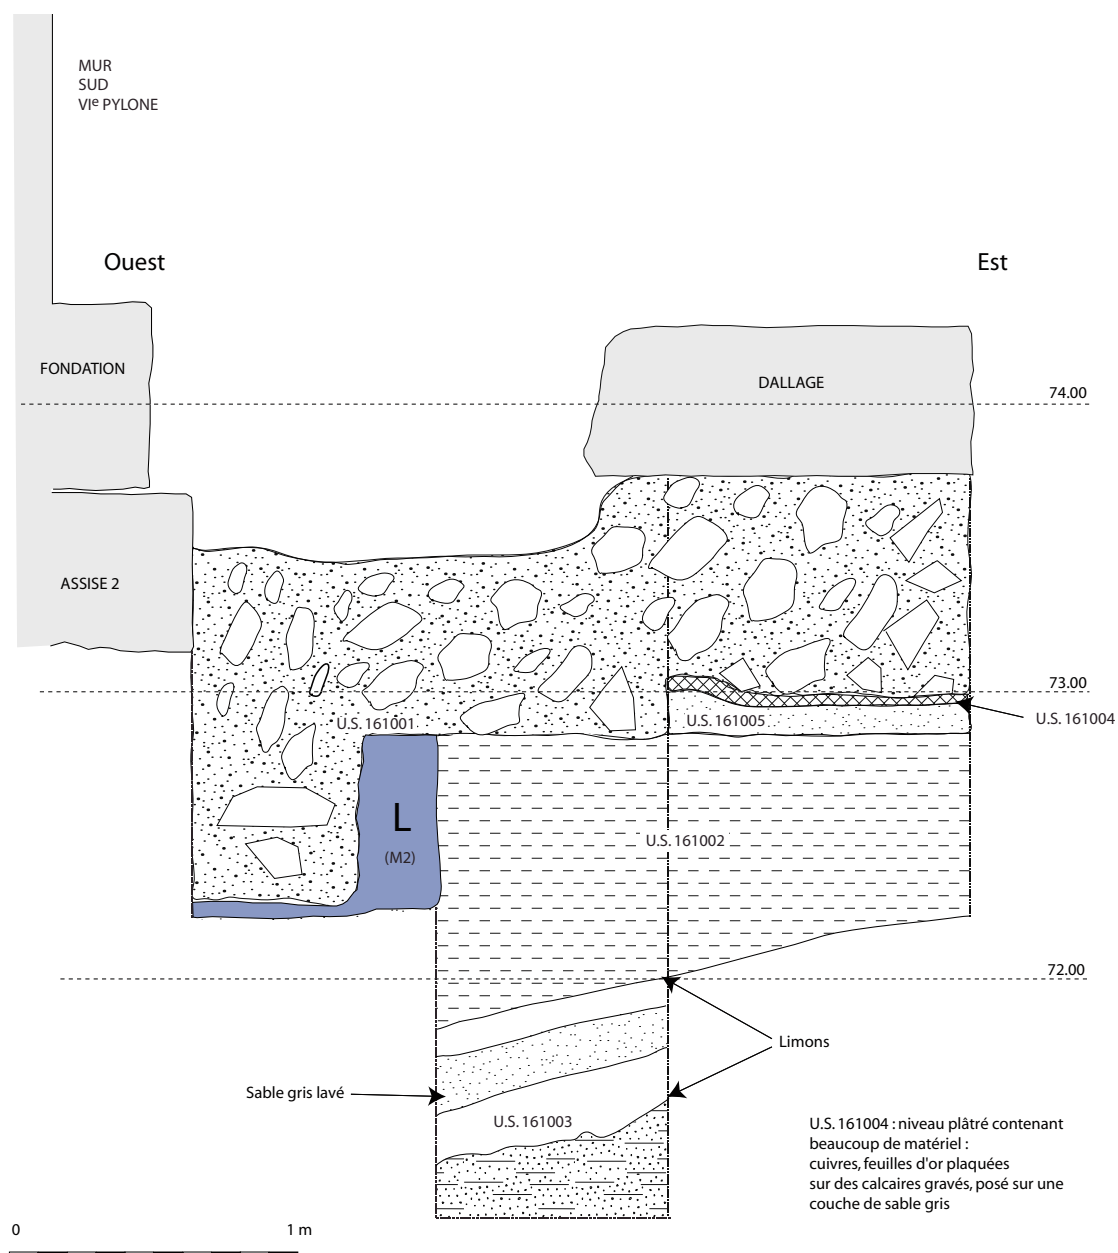 MUR
SUD
VIe PYLONE
Ouest
Est
FONDATION
DALLAGE
74.00
ASSISE 2
73.00
U.S. 161001
U.S. 161005
U.S. 161004
L
(M2)
U.S. 161002
72.00
Limons
Sable gris lavé
U.S. 161003
U.S. 161004 : niveau plâtré contenant
beaucoup de matériel :
cuivres, feuilles d'or plaquées
sur des calcaires gravés, posé sur une
couche de sable gris
0 1 m